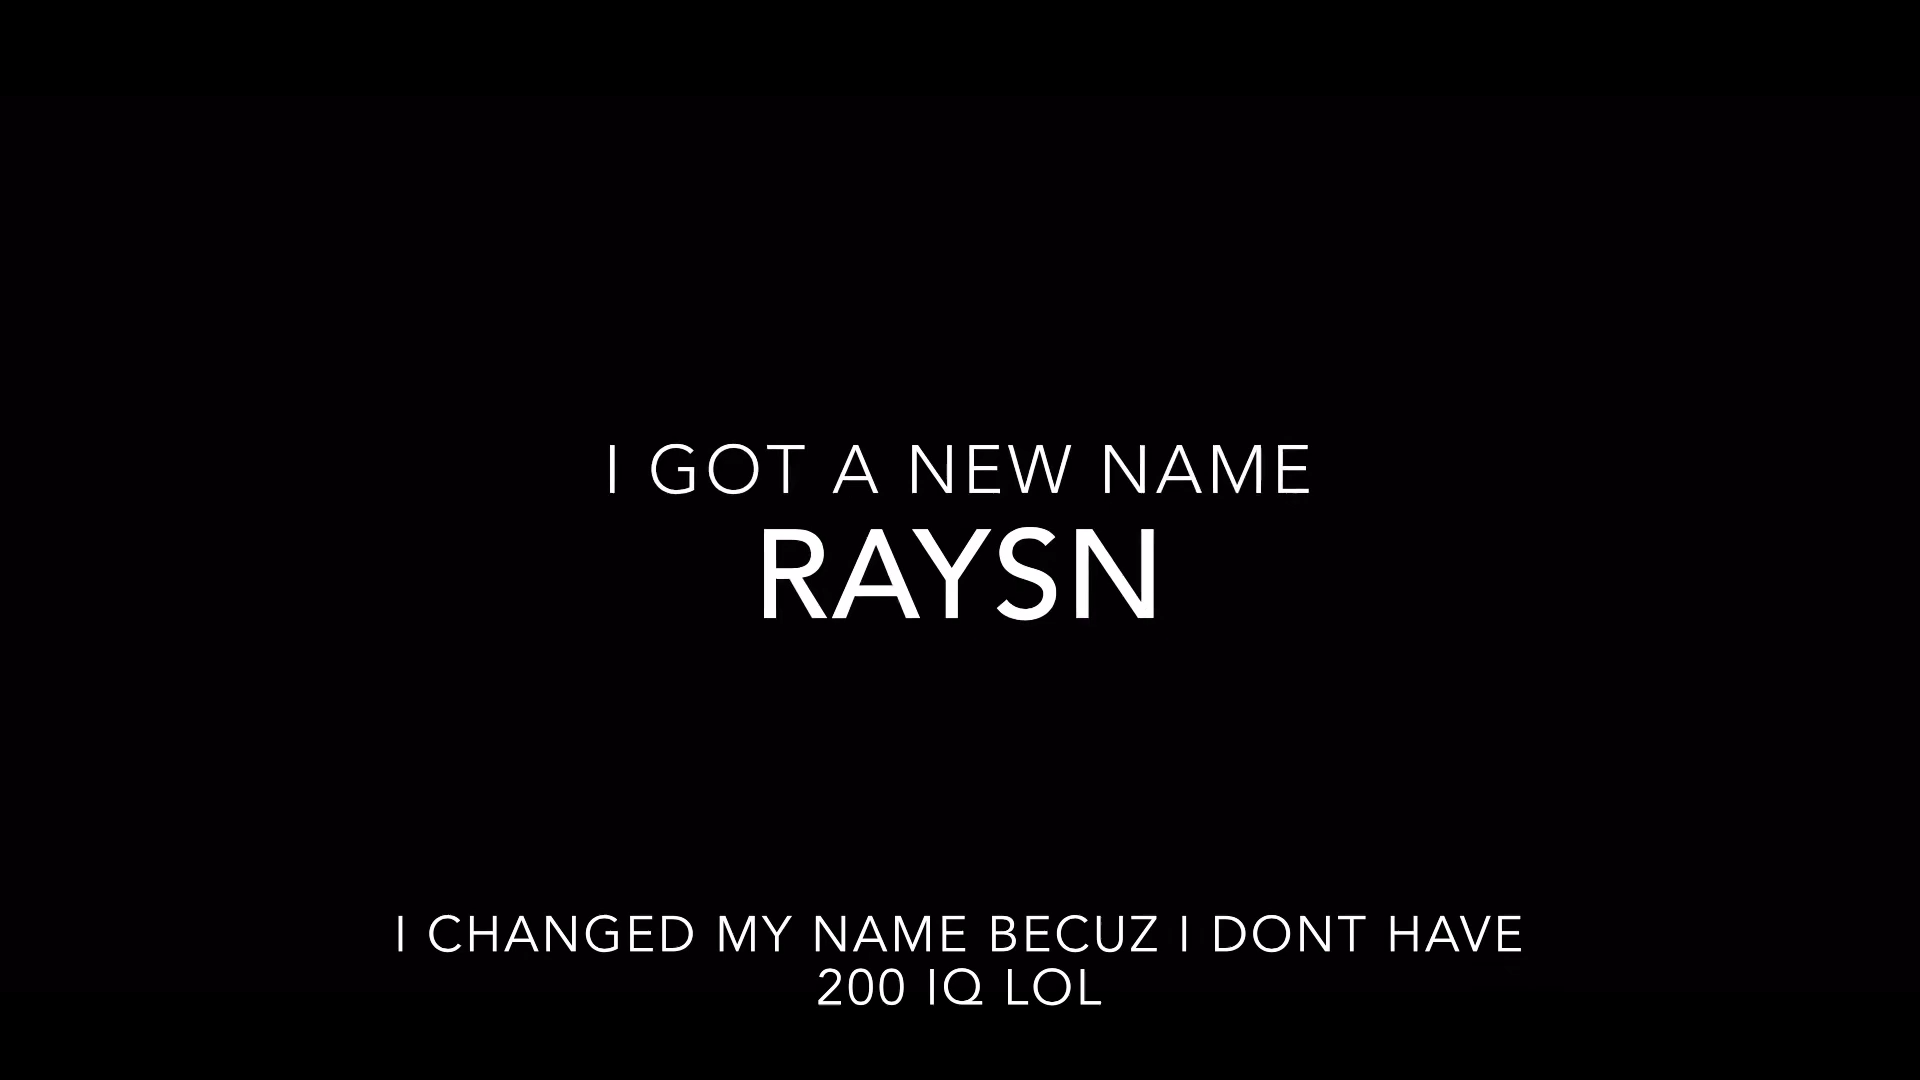 I GOT A NEW NAME
RAYSN
I CHANGED MY NAME BECUZ I DONT HAVE
200 IQ LOL